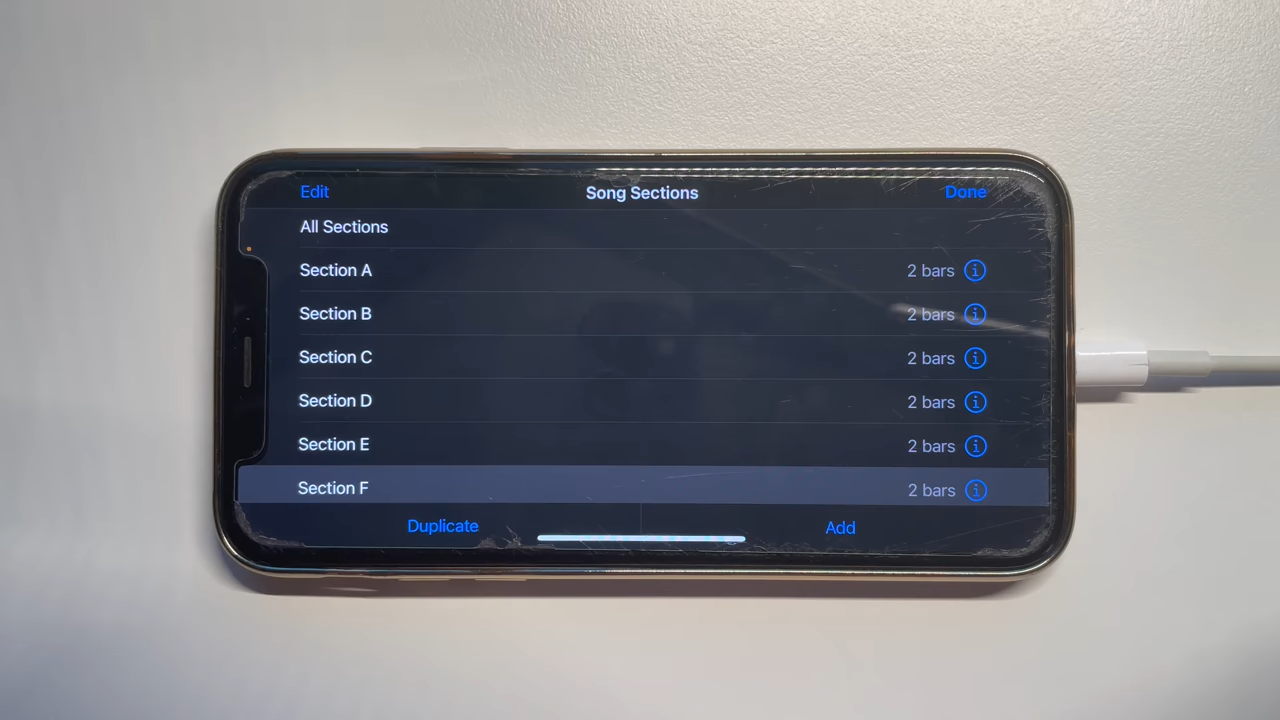 Edit Song Sections Done
All Sections
Section A 2 bars
Section B 2 bars
Section C 2 bars
Section D 2 bars
Section E 2 bars
Section F 2 bars
Duplicate Add